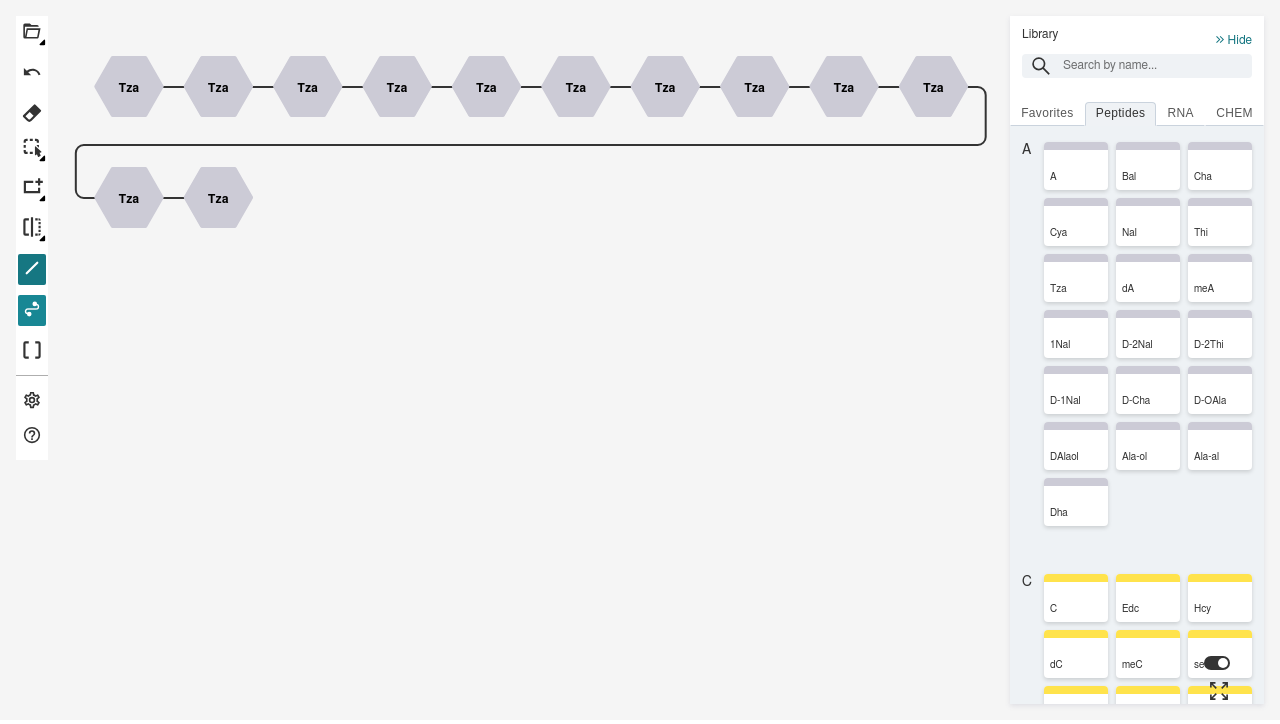 Tza Tza Tza Tza Tza Tza Tza Tza Tza Tza
Tza Tza
Library
Hide
Search by name...
Favorites Peptides RNA CHEM
A
A Bal Cha
Cya Nal Thi
Tza dA meA
1Nal D-2Nal D-2Thi
D-1Nal D-Cha D-OAla
DAlaol Ala-ol Ala-al
Dha
C
C Edc Hcy
dC meC